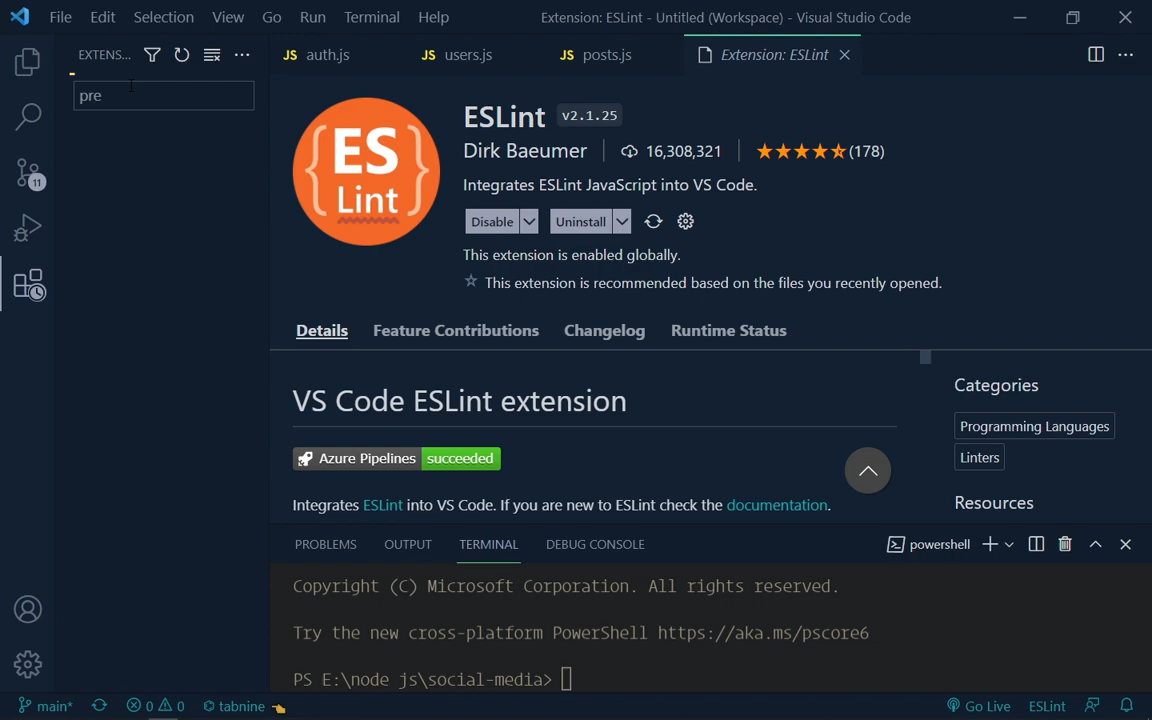 File Edit Selection View Go Run Terminal Help Extension: ESLint - Untitled (Workspace) - Visual Studio Code
EXTENS... JS auth.js JS users.js JS posts.js Extension: ESLint
pre
ES
Lint
ESLint v2.1.25
Dirk Baeumer 16,308,321 (178)
Integrates ESLint JavaScript into VS Code.
Disable Uninstall
This extension is enabled globally.
This extension is recommended based on the files you recently opened.
11
Details Feature Contributions Changelog Runtime Status
VS Code ESLint extension
Azure Pipelines succeeded
Integrates ESLint into VS Code. If you are new to ESLint check the documentation.
Categories
Programming Languages
Linters
Resources
PROBLEMS OUTPUT TERMINAL DEBUG CONSOLE powershell
Copyright (C) Microsoft Corporation. All rights reserved.
Try the new cross-platform PowerShell https://aka.ms/pscore6
PS E:\node js\social-media>
main* 0 0 tabnine Go Live ESLint